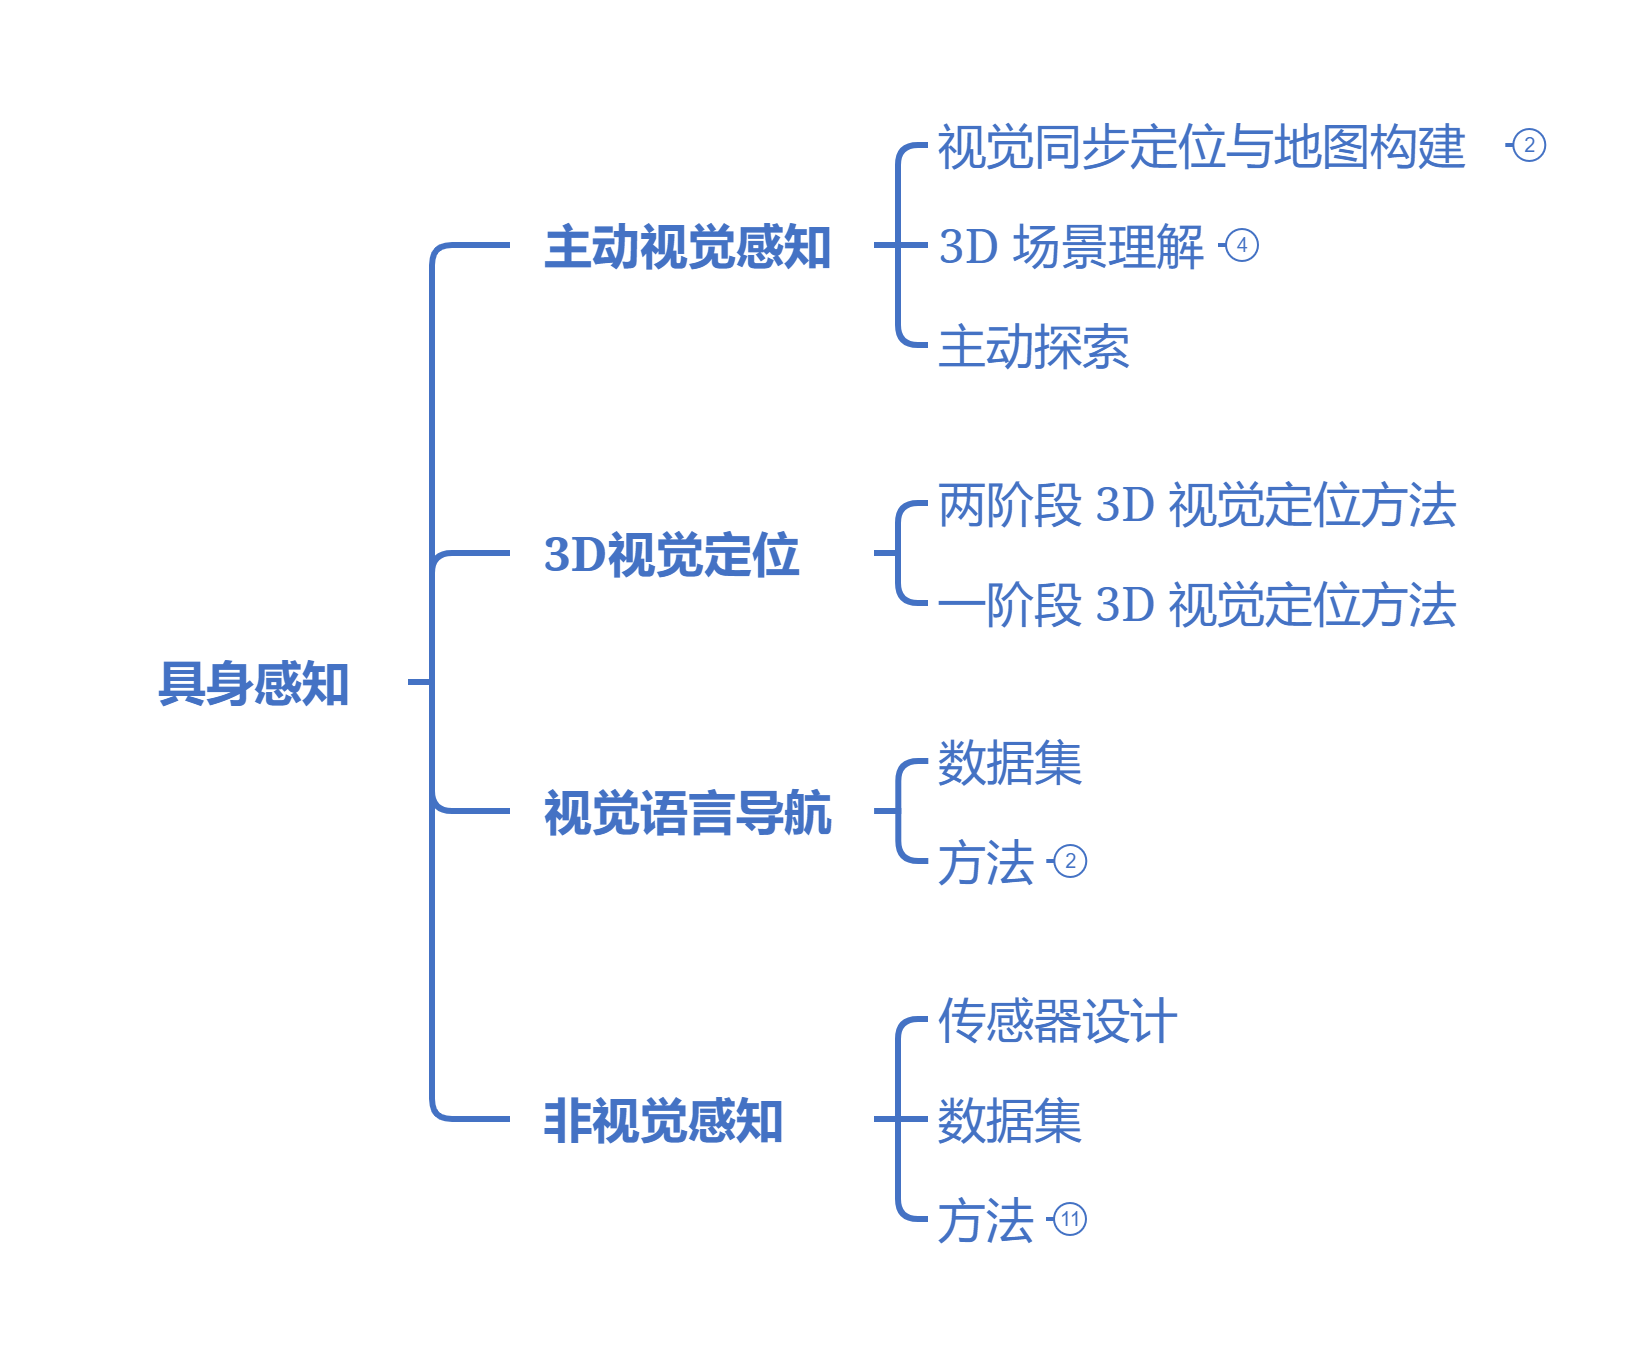 具身感知
主动视觉感知
视觉同步定位与地图构建 2
3D 场景理解 4
主动探索
3D视觉定位
两阶段 3D 视觉定位方法
一阶段 3D 视觉定位方法
视觉语言导航
数据集
方法 2
非视觉感知
传感器设计
数据集
方法 11